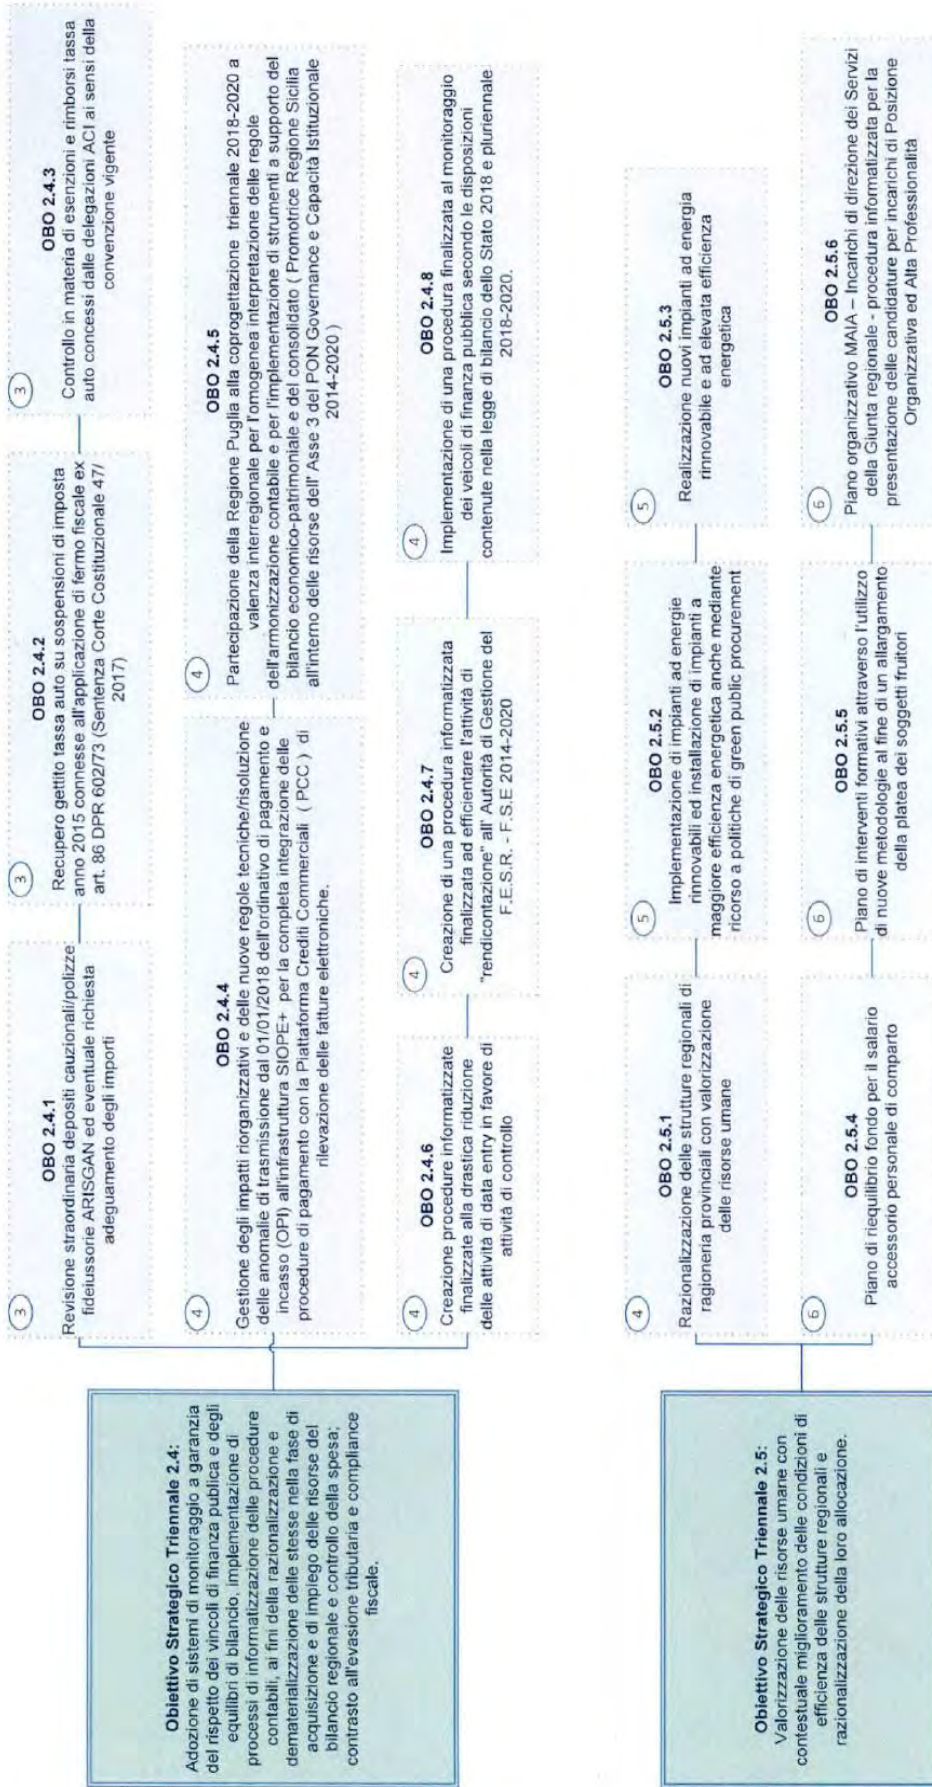 Obiettivo Strategico Triennale 2.4:
Adozione di sistemi di monitoraggio a garanzia
del rispetto dei vincoli di finanza publica e degli
equilibri di bilancio, implementazione di
processi di informatizzazione delle procedure
contabili, ai fini della razionalizzazione e
dematerializzazione delle stesse nella fase di
acquisizione e di impiego delle risorse del
bilancio regionale e controllo della spesa;
contrasto all'evasione tributaria e compliance
fiscale.
3
OBO 2.4.1
Revisione straordinaria depositi cauzionali/polizze
fideiussorie ARISGAN ed eventuale richiesta
adeguamento degli importi
3
OBO 2.4.2
Recupero gettito tassa auto su sospensioni di imposta
anno 2015 connesse all'applicazione di fermo fiscale ex
art. 86 DPR 602/73 (Sentenza Corte Costituzionale 47/
2017)
3
OBO 2.4.3
Controllo in materia di esenzioni e rimborsi tassa
auto concessi dalle delegazioni ACI ai sensi della
convenzione vigente
4
OBO 2.4.4
Gestione degli impatti riorganizzativi e delle nuove regole tecniche/risoluzione
delle anomalie di trasmissione dal 01/01/2018 dell'ordinativo di pagamento e
incasso (OPI) all'infrastruttura SIOPE+ per la completa integrazione delle
procedure di pagamento con la Piattaforma Crediti Commerciali ( PCC ) di
rilevazione delle fatture elettroniche.
4
OBO 2.4.5
Partecipazione della Regione Puglia alla coprogettazione triennale 2018-2020 a
valenza interregionale per l'omogenea interpretazione delle regole
dell'armonizzazione contabile e per l'implementazione di strumenti a supporto del
bilancio economico-patrimoniale e del consolidato ( Promotrice Regione Sicilia
all'interno delle risorse dell' Asse 3 del PON Governance e Capacità Istituzionale
2014-2020 )
4
OBO 2.4.6
Creazione procedure informatizzate
finalizzate alla drastica riduzione
delle attività di data entry in favore di
attività di controllo
4
OBO 2.4.7
Creazione di una procedura informatizzata
finalizzata ad efficientare l'attività di
"rendicontazione" all' Autorità di Gestione del
F.E.S.R. - F.S.E 2014-2020
4
OBO 2.4.8
Implementazione di una procedura finalizzata al monitoraggio
dei veicoli di finanza pubblica secondo le disposizioni
contenute nella legge di bilancio dello Stato 2018 e pluriennale
2018-2020.
Obiettivo Strategico Triennale 2.5:
Valorizzazione delle risorse umane con
contestuale miglioramento delle condizioni di
efficienza delle strutture regionali e
razionalizzazione della loro allocazione.
4
OBO 2.5.1
Razionalizzazione delle strutture regionali di
ragioneria provinciali con valorizzazione
delle risorse umane
5
OBO 2.5.2
Implementazione di impianti ad energie
rinnovabili ed installazione di impianti a
maggiore efficienza energetica anche mediante
ricorso a politiche di green public procurement
5
OBO 2.5.3
Realizzazione nuovi impianti ad energia
rinnovabile e ad elevata efficienza
energetica
6
OBO 2.5.4
Piano di riequilibrio fondo per il salario
accessorio personale di comparto
6
OBO 2.5.5
Piano di interventi formativi attraverso l'utilizzo
di nuove metodologie al fine di un allargamento
della platea dei soggetti fruitori
6
OBO 2.5.6
Piano organizzativo MAIA – Incarichi di direzione dei Servizi
della Giunta regionale - procedura informatizzata per la
presentazione delle candidature per incarichi di Posizione
Organizzativa ed Alta Professionalità